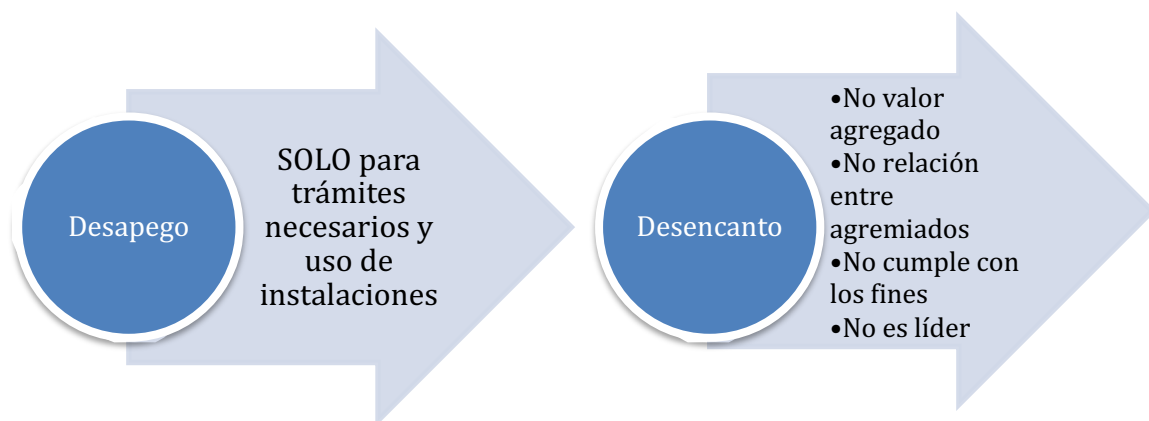 Desapego
SOLO para
trámites
necesarios y
uso de
instalaciones
Desencanto
•No valor
agregado
•No relación
entre
agremiados
•No cumple con
los fines
•No es líder